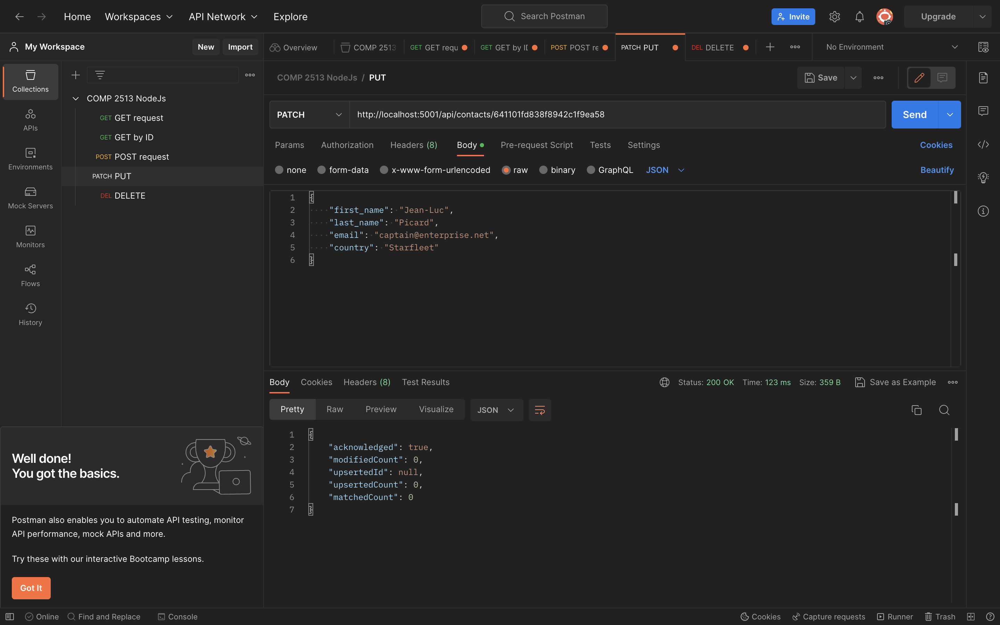 Home Workspaces API Network Explore Search Postman Invite Upgrade
My Workspace New Import
Overview COMP 2513 GET GET requ GET GET by ID POST POST re PATCH PUT DEL DELETE No Environment
Collections
APIs
Environments
Mock Servers
Monitors
Flows
History
COMP 2513 NodeJs
GET GET request
GET GET by ID
POST POST request
PATCH PUT
DEL DELETE
Well done!
You got the basics.
Postman also enables you to automate API testing, monitor
API performance, mock APIs and more.
Try these with our interactive Bootcamp lessons.
Got It
COMP 2513 NodeJs / PUT Save
PATCH http://localhost:5001/api/contacts/641101fd838f8942c1f9ea58 Send
Params Authorization Headers (8) Body Pre-request Script Tests Settings Cookies
none form-data x-www-form-urlencoded raw binary GraphQL JSON Beautify
1 {
2 "first_name": "Jean-Luc",
3 "last_name": "Picard",
4 "email": "captain@enterprise.net",
5 "country": "Starfleet"
6 }
Body Cookies Headers (8) Test Results Status: 200 OK Time: 123 ms Size: 359 B Save as Example
Pretty Raw Preview Visualize JSON
1 {
2 "acknowledged": true,
3 "modifiedCount": 0,
4 "upsertedId": null,
5 "upsertedCount": 0,
6 "matchedCount": 0
7 }
Online Find and Replace Console Cookies Capture requests Runner Trash